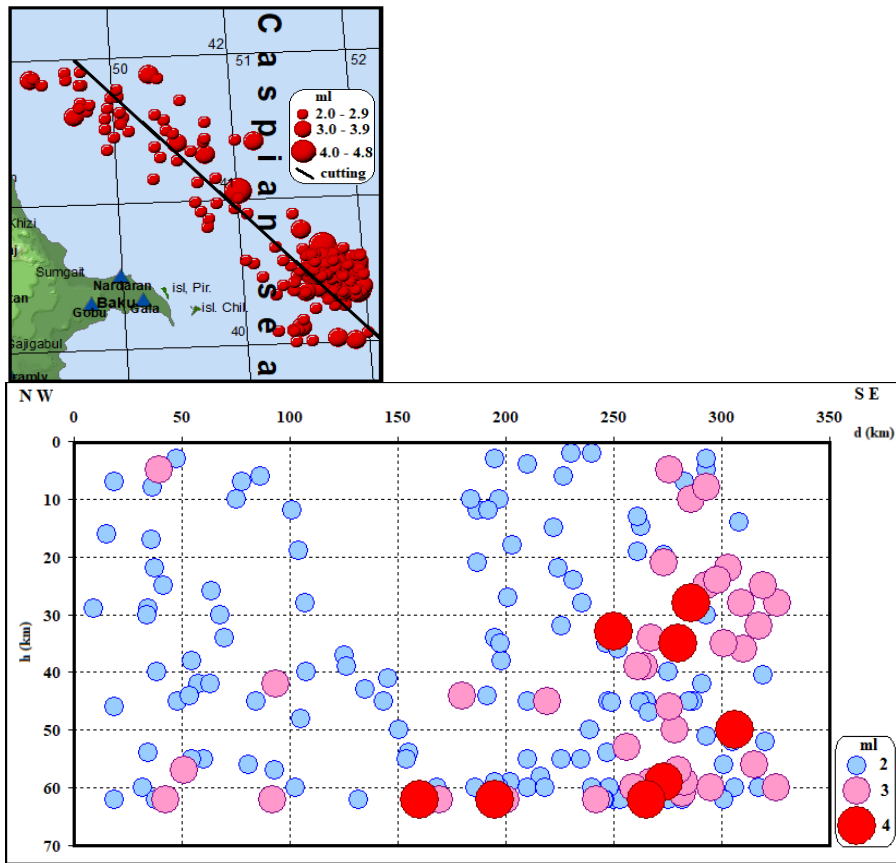 42
50
51
52
C a s p i a n s e a
ml
2.0 - 2.9
3.0 - 3.9
4.0 - 4.8
cutting
41
Khizi
Sumgait
Nardaran
isl, Pir.
Baku
Gobu
Gala
isl. Chil.
40
N W
S E
0 50 100 150 200 250 300 350
d (km)
0
10
20
30
40
50
60
70
h (km)
ml
2
3
4